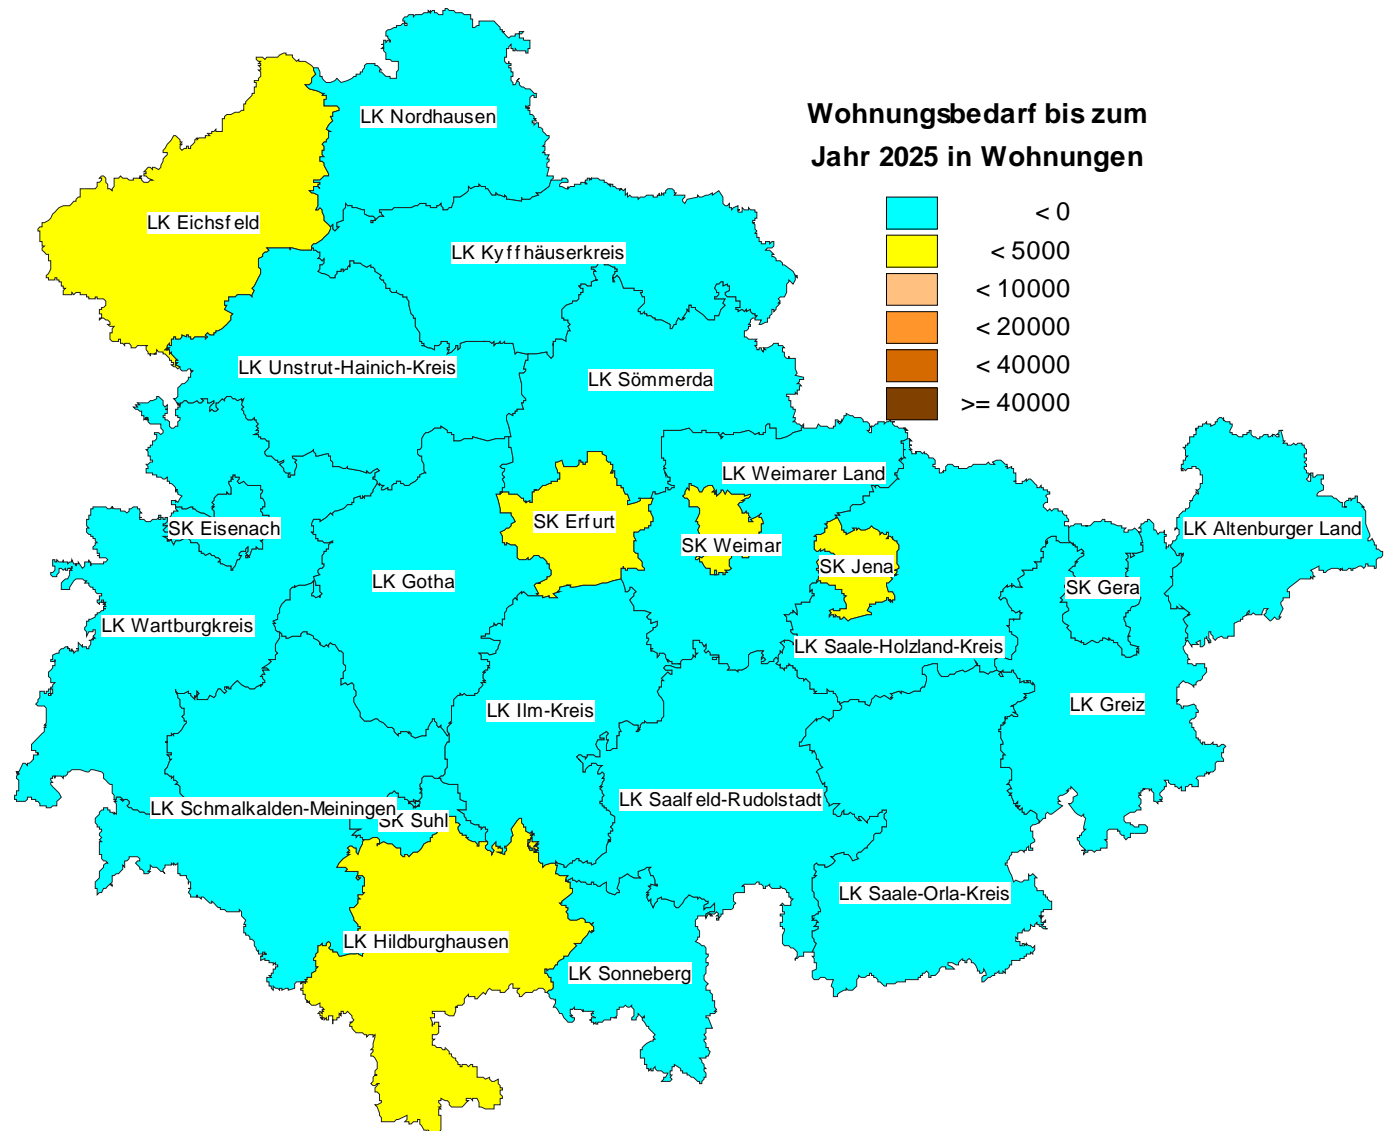 Wohnungsbedarf bis zum
Jahr 2025 in Wohnungen
< 0
< 5000
< 10000
< 20000
< 40000
>= 40000
LK Nordhausen
LK Eichsfeld
LK Kyffhäuserkreis
LK Unstrut-Hainich-Kreis
LK Sömmerda
LK Weimarer Land
SK Eisenach
SK Erfurt
SK Weimar
SK Jena
LK Altenburger Land
LK Gotha
SK Gera
LK Wartburgkreis
LK Saale-Holzland-Kreis
LK Ilm-Kreis
LK Greiz
LK Saalfeld-Rudolstadt
LK Schmalkalden-Meiningen
SK Suhl
LK Saale-Orla-Kreis
LK Hildburghausen
LK Sonneberg